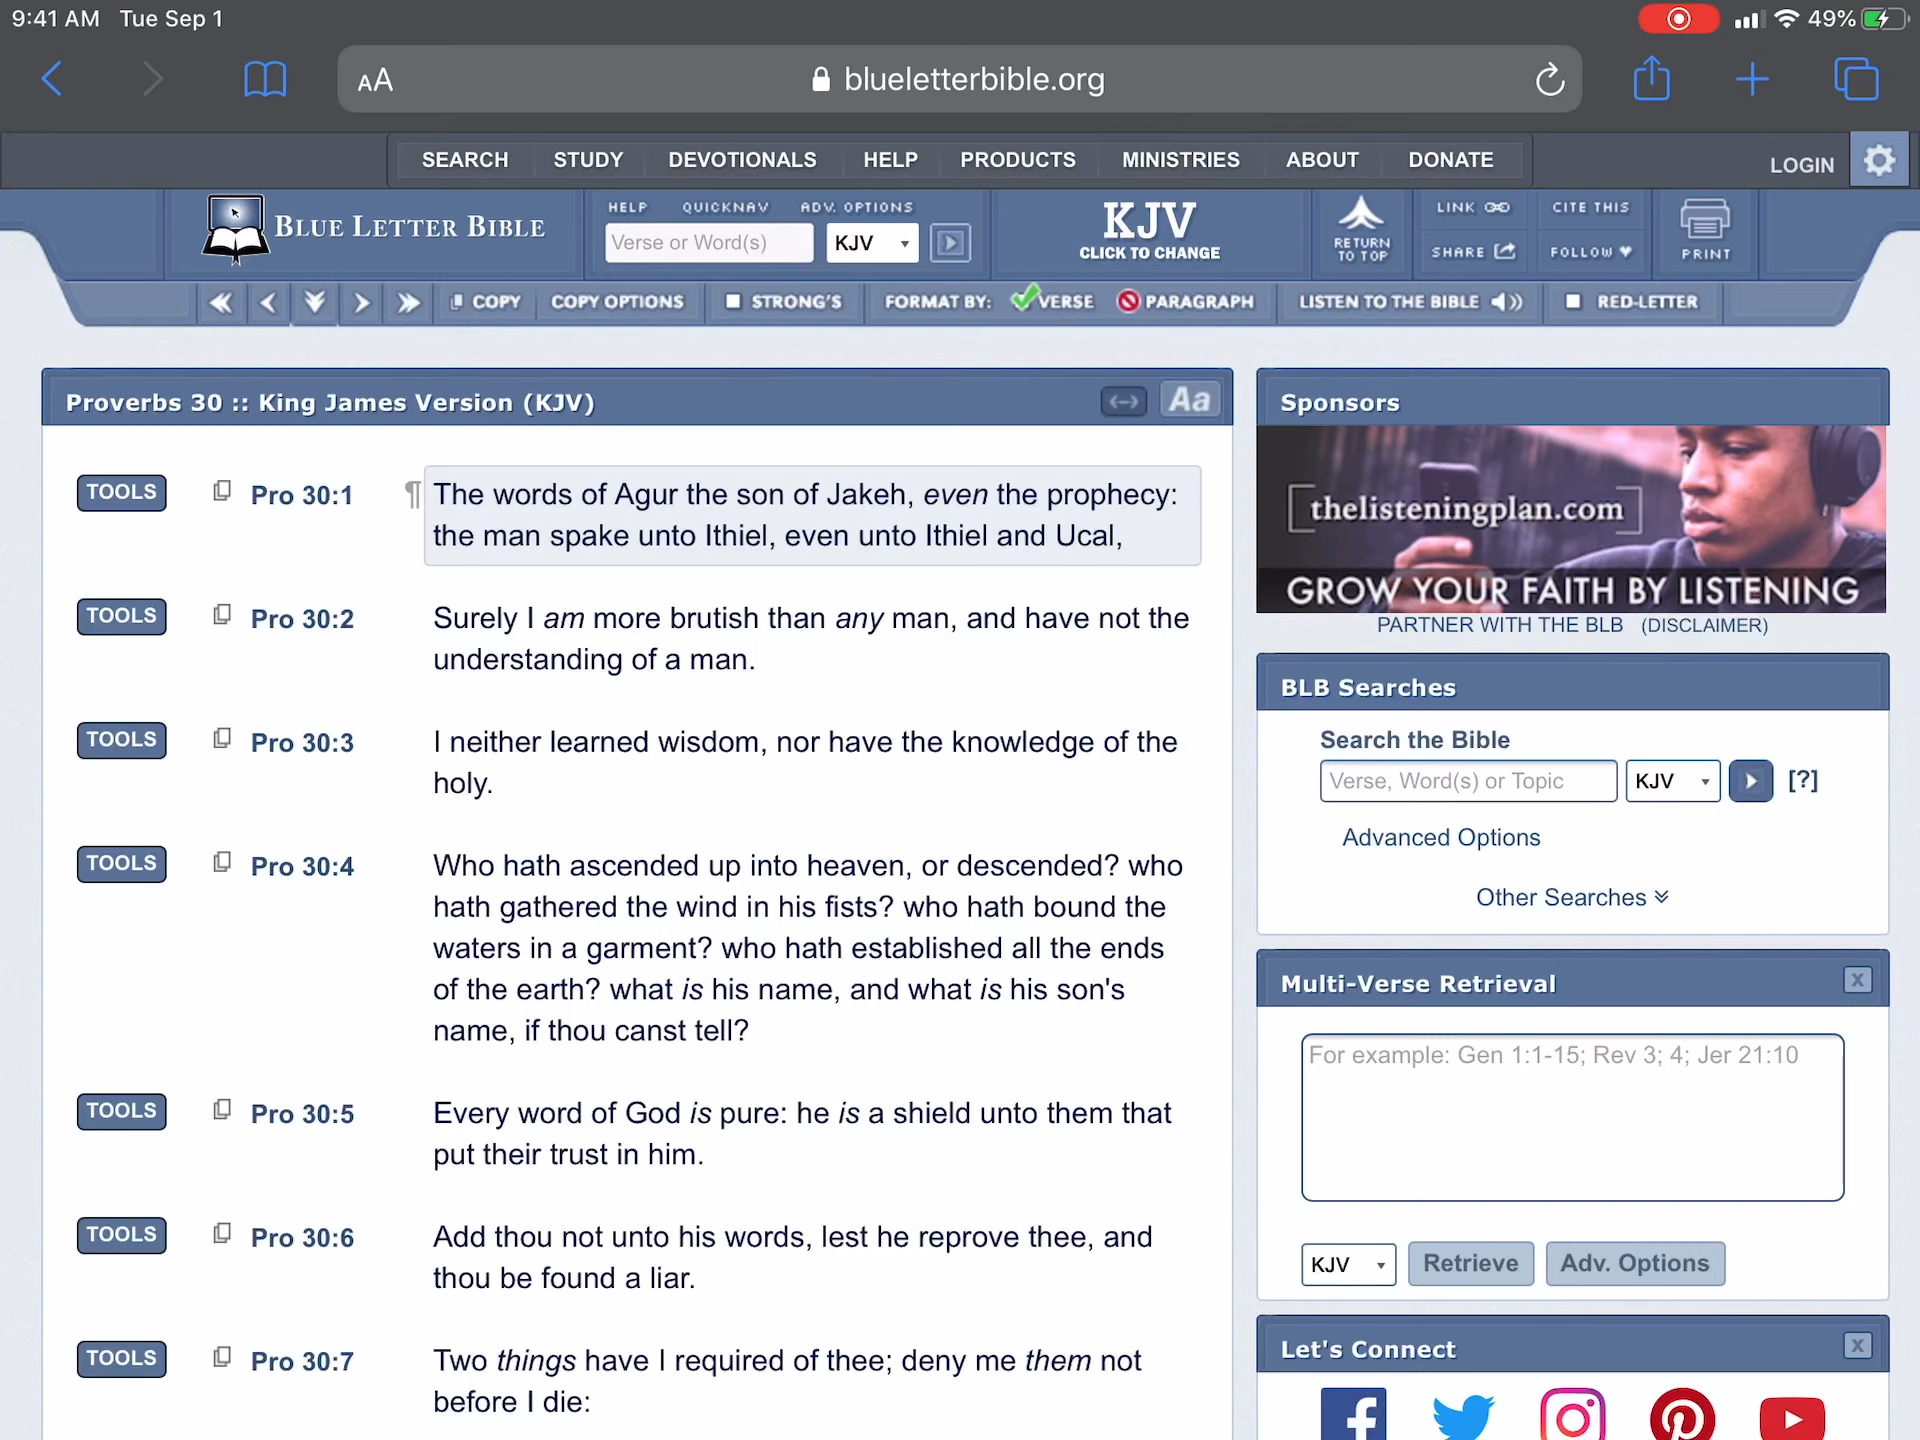 9:41 AM Tue Sep 1
49%
AA
blueletterbible.org
SEARCH STUDY DEVOTIONALS HELP PRODUCTS MINISTRIES ABOUT DONATE
LOGIN
BLUE LETTER BIBLE
HELP QUICKNAV ADV. OPTIONS
Verse or Word(s)
KJV
KJV
CLICK TO CHANGE
RETURN
TO TOP
LINK
SHARE
CITE THIS
FOLLOW
PRINT
COPY
COPY OPTIONS
STRONG'S
FORMAT BY: VERSE PARAGRAPH
LISTEN TO THE BIBLE
RED-LETTER
Proverbs 30 :: King James Version (KJV)
Aa
TOOLS Pro 30:1 ¶ The words of Agur the son of Jakeh, even the prophecy:
the man spake unto Ithiel, even unto Ithiel and Ucal,
TOOLS Pro 30:2 Surely I am more brutish than any man, and have not the
understanding of a man.
TOOLS Pro 30:3 I neither learned wisdom, nor have the knowledge of the
holy.
TOOLS Pro 30:4 Who hath ascended up into heaven, or descended? who
hath gathered the wind in his fists? who hath bound the
waters in a garment? who hath established all the ends
of the earth? what is his name, and what is his son's
name, if thou canst tell?
TOOLS Pro 30:5 Every word of God is pure: he is a shield unto them that
put their trust in him.
TOOLS Pro 30:6 Add thou not unto his words, lest he reprove thee, and
thou be found a liar.
TOOLS Pro 30:7 Two things have I required of thee; deny me them not
before I die:
Sponsors
thelisteningplan.com
GROW YOUR FAITH BY LISTENING
PARTNER WITH THE BLB (DISCLAIMER)
BLB Searches
Search the Bible
Verse, Word(s) or Topic
KJV
[?]
Advanced Options
Other Searches
Multi-Verse Retrieval
X
For example: Gen 1:1-15; Rev 3; 4; Jer 21:10
KJV
Retrieve
Adv. Options
Let's Connect
X